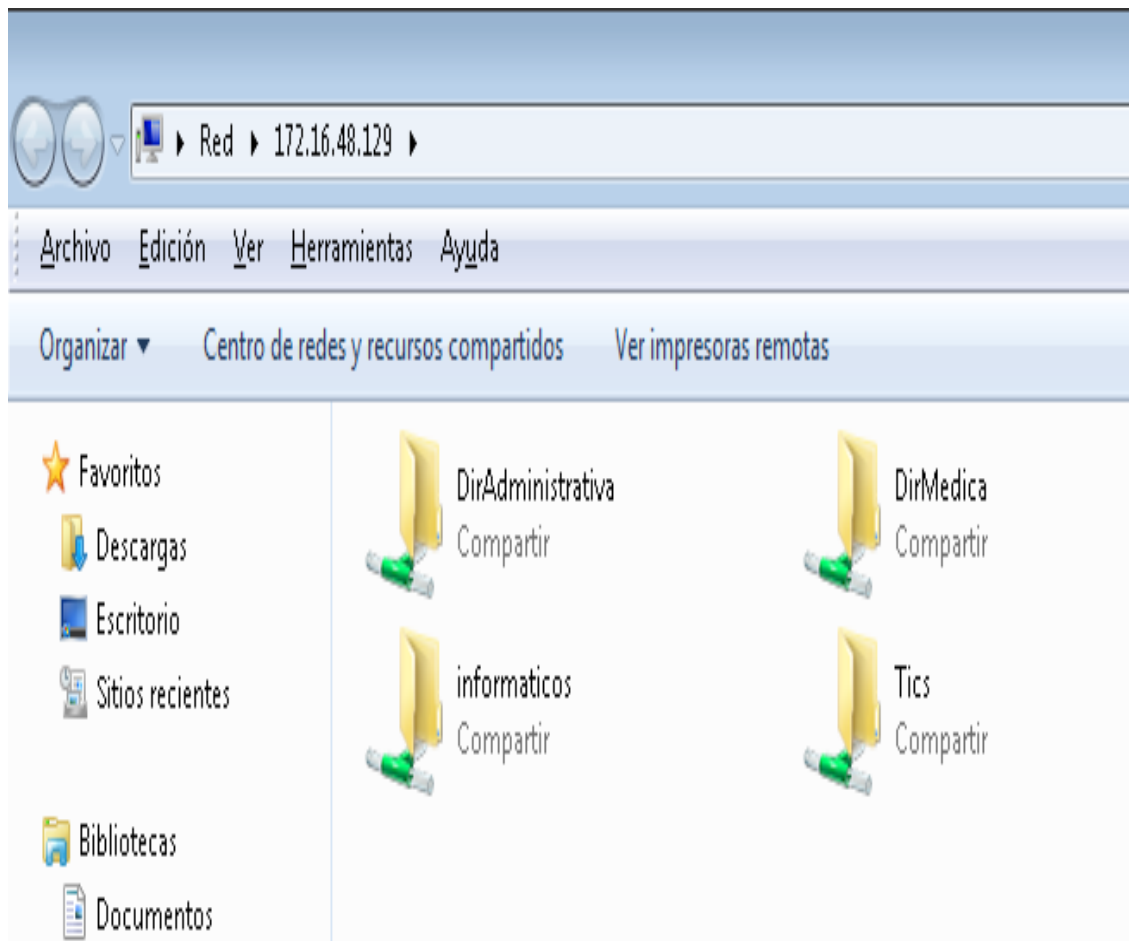 Red 172.16.48.129
Archivo Edición Ver Herramientas Ayuda
Organizar Centro de redes y recursos compartidos Ver impresoras remotas
Favoritos
Descargas
Escritorio
Sitios recientes
Bibliotecas
Documentos
DirAdministrativa
Compartir
DirMedica
Compartir
informaticos
Compartir
Tics
Compartir